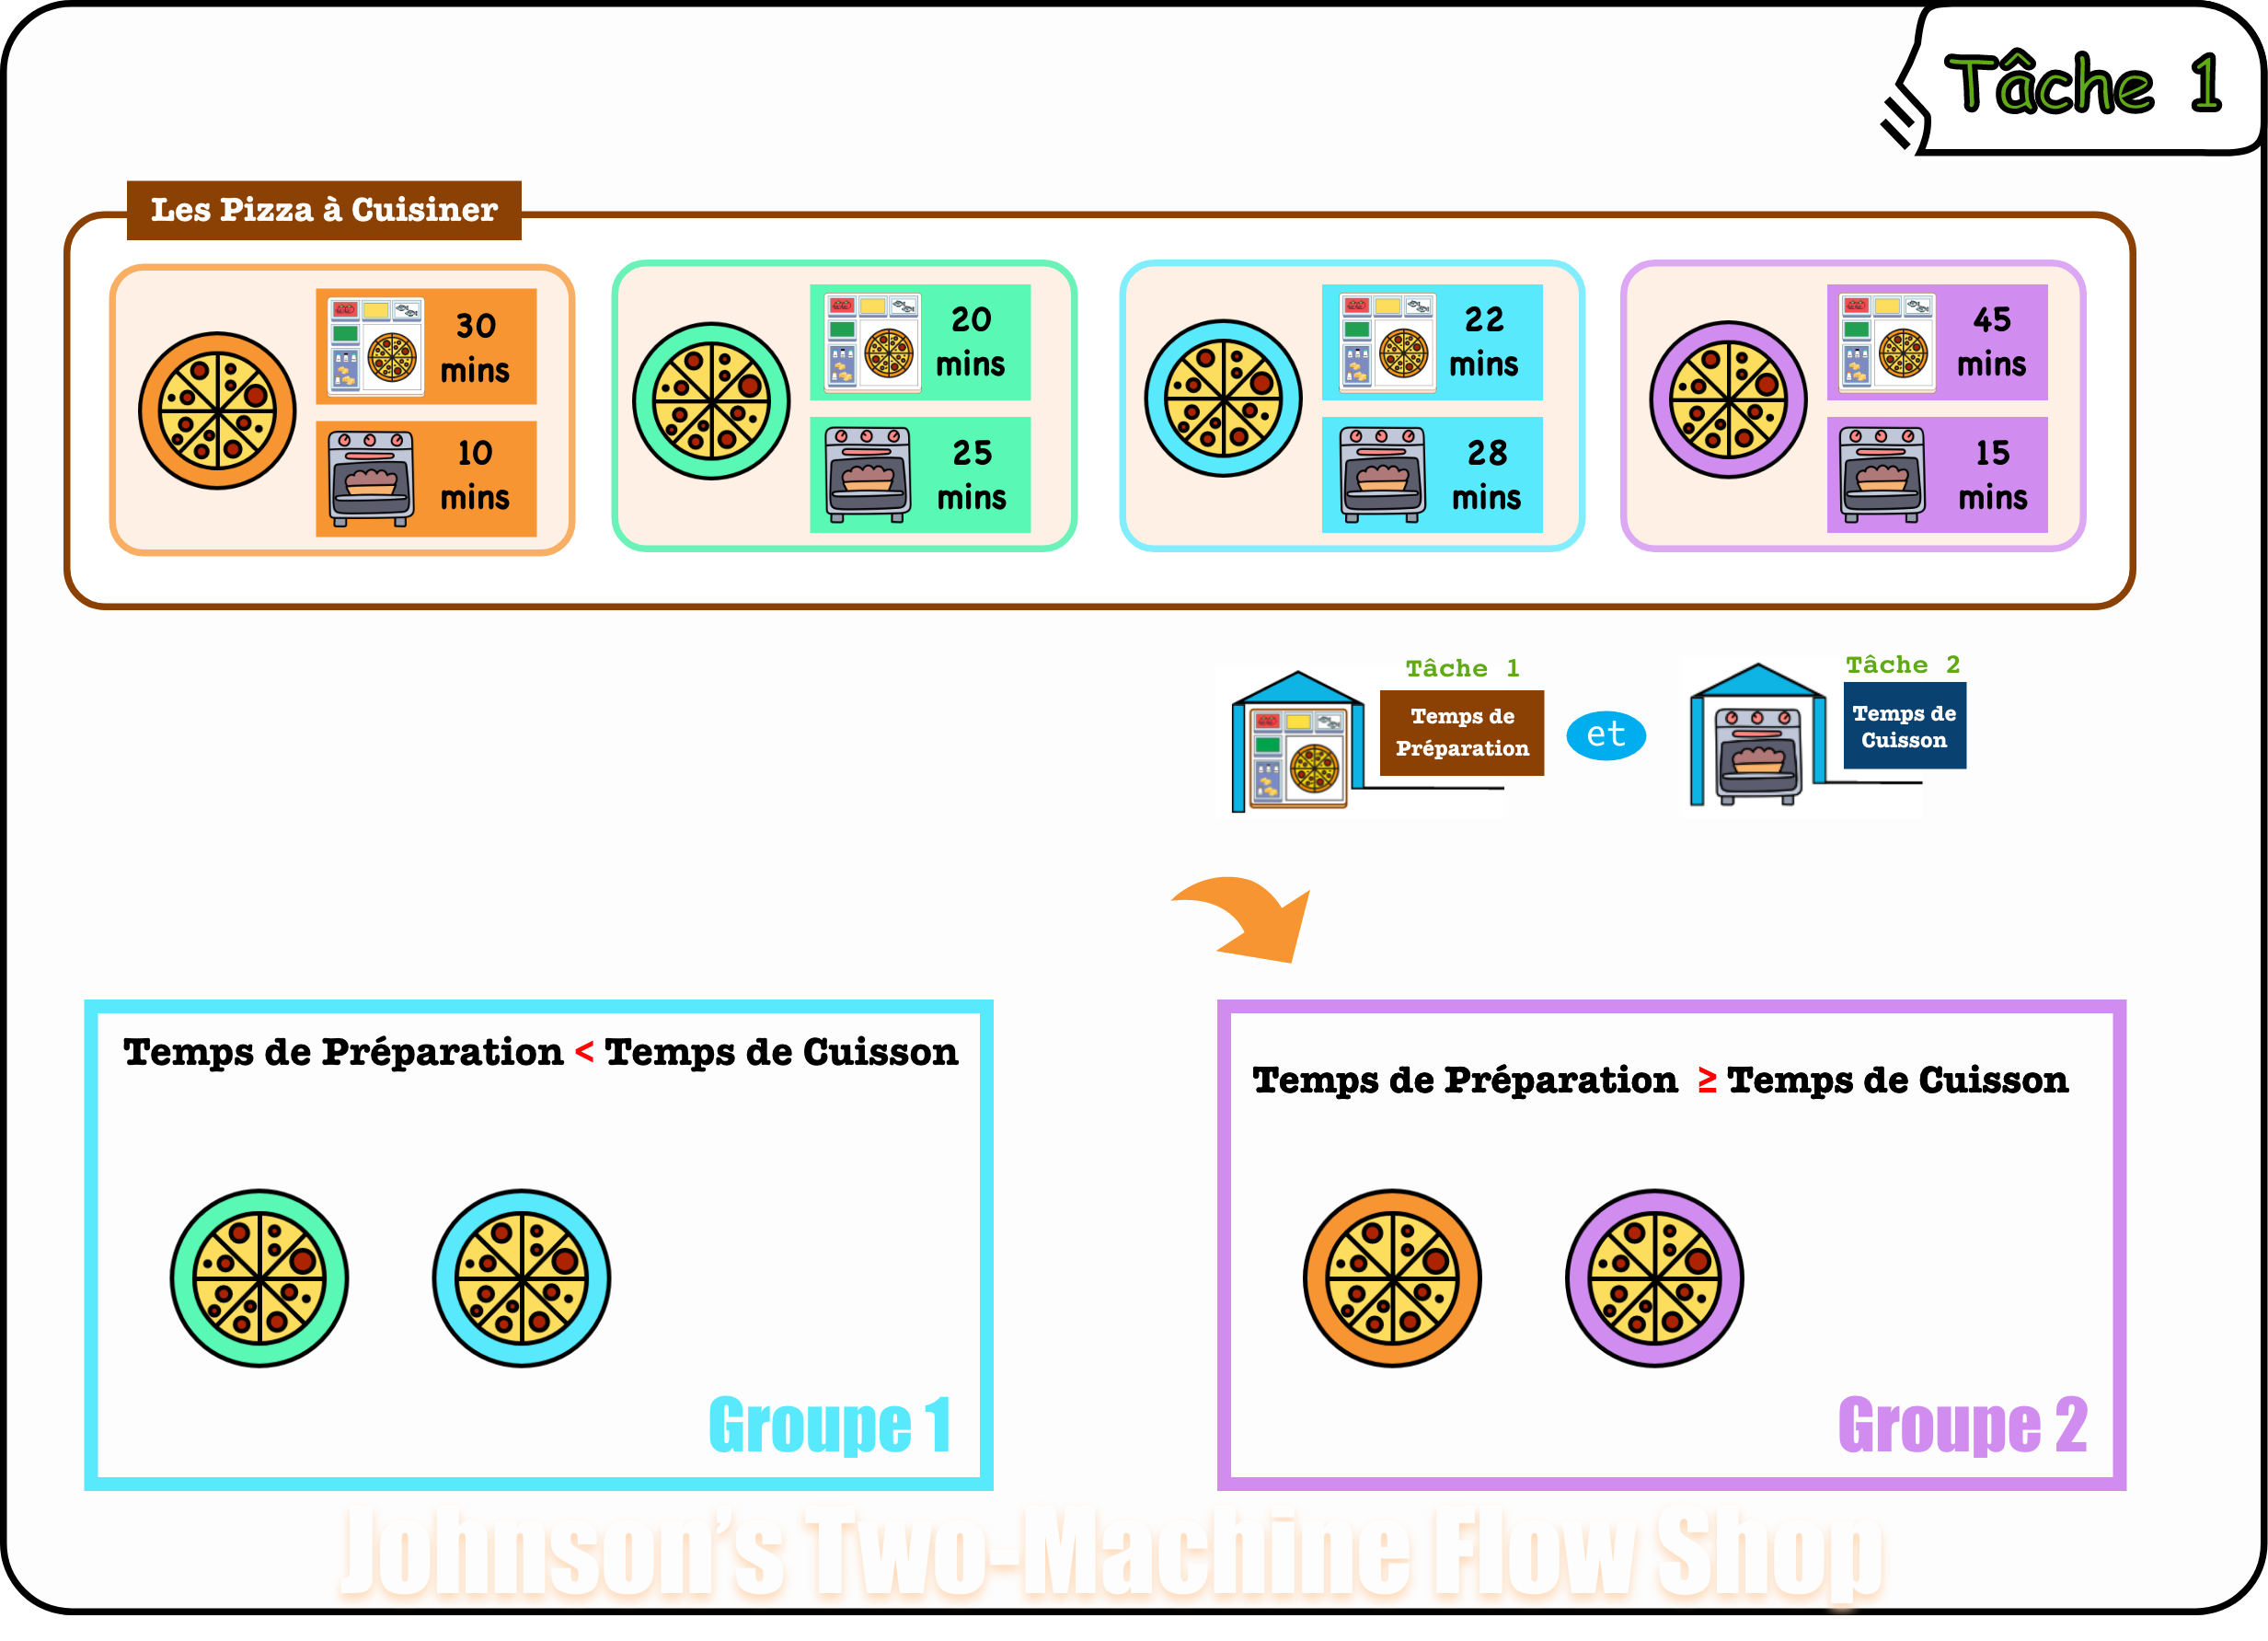 Tâche 1
Les Pizza à Cuisiner
30
mins
10
mins
20
mins
25
mins
22
mins
28
mins
45
mins
15
mins
Tâche 1
Temps de
Préparation
et
Tâche 2
Temps de
Cuisson
Temps de Préparation < Temps de Cuisson
Groupe 1
Temps de Préparation ≥ Temps de Cuisson
Groupe 2
Johnson's Two-Machine Flow Shop